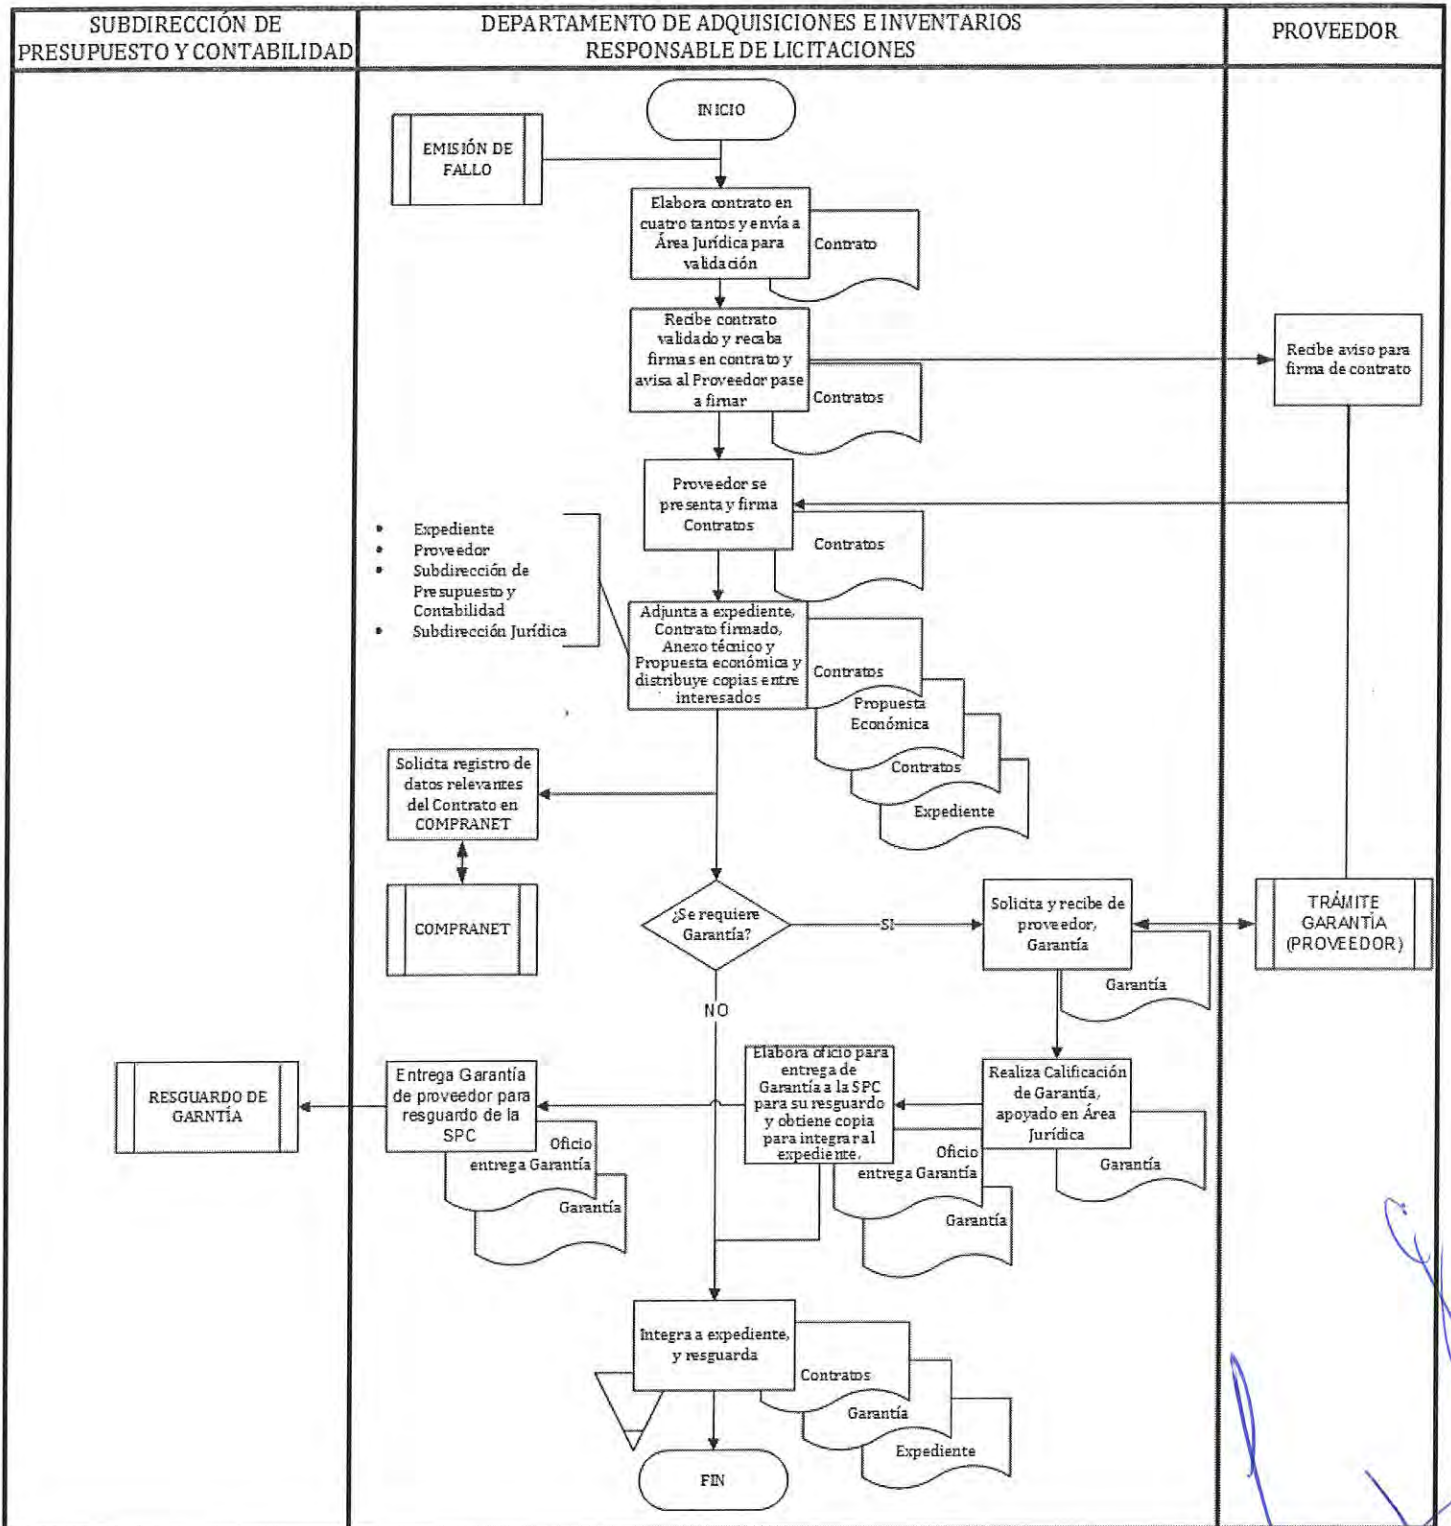 SUBDIRECCIÓN DE
PRESUPUESTO Y CONTABILIDAD
DEPARTAMENTO DE ADQUISICIONES E INVENTARIOS
RESPONSABLE DE LICITACIONES
PROVEEDOR
INICIO
EMISIÓN DE
FALLO
Elabora contrato en
cuatro tantos y envía a
Área Jurídica para
validación
Contrato
Recibe contrato
validado y recaba
firmas en contrato y
avisa al Proveedor pase
a firmar
Contratos
Recibe aviso para
firma de contrato
Proveedor se
presenta y firma
Contratos
Contratos
• Expediente
• Proveedor
• Subdirección de
Presupuesto y
Contabilidad
• Subdirección Jurídica
Adjunta a expediente,
Contrato firmado,
Anexo técnico y
Propuesta económica y
distribuye copias entre
interesados
Contratos
Propuesta
Económica
Contratos
Expediente
Solicita registro de
datos relevantes
del Contrato en
COMPRANET
COMPRANET
¿Se requiere
Garantía?
SI
NO
Solicita y recibe de
proveedor,
Garantía
Garantía
TRÁMITE
GARANTÍA
(PROVEEDOR)
RESGUARDO DE
GARNTÍA
Entrega Garantía
de proveedor para
resguardo de la
SPC
Oficio
entrega Garantía
Garantía
Elabora oficio para
entrega de
Garantía a la SPC
para su resguardo
y obtiene copia
para integrar al
expediente.
Oficio
entrega Garantía
Garantía
Realiza Calificación
de Garantía,
apoyado en Área
Jurídica
Garantía
Integra a expediente,
y resguarda
Contratos
Garantía
Expediente
FIN